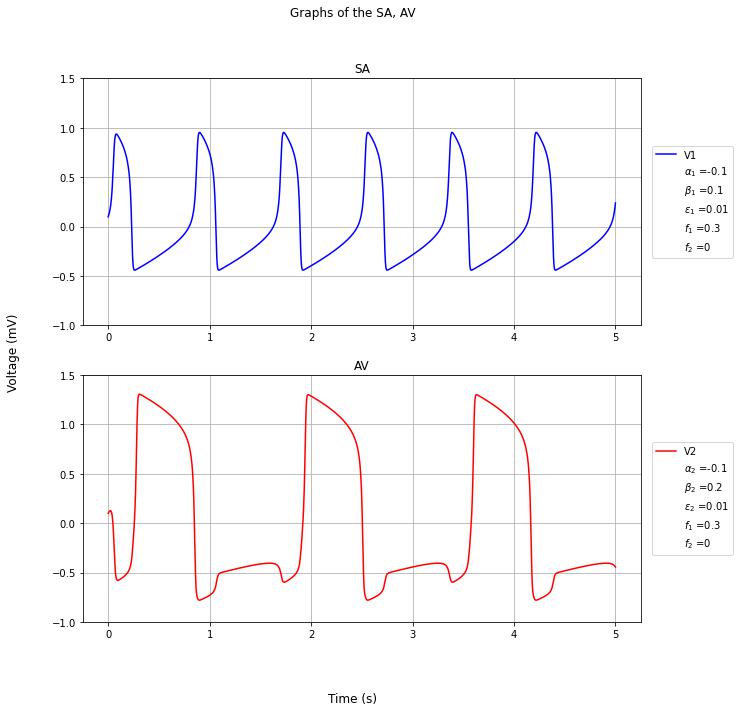 Graphs of the SA, AV
SA
1.5
1.0
0.5
0.0
−0.5
−1.0
0 1 2 3 4 5
V1
α₁ =-0.1
β₁ =0.1
ε₁ =0.01
f₁ =0.3
f₂ =0
Voltage (mV)
AV
1.5
1.0
0.5
0.0
−0.5
−1.0
0 1 2 3 4 5
V2
α₂ =-0.1
β₂ =0.2
ε₂ =0.01
f₁ =0.3
f₂ =0
Time (s)